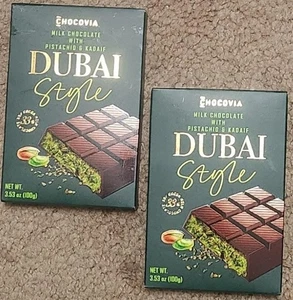 CHOCOVIA
MILK CHOCOLATE
WITH
PISTACHIO & KADAIF
DUBAI
Style
NET WT.
3.53 oz (100g)
CHOCOVIA
MILK CHOCOLATE
WITH
PISTACHIO & KADAIF
DUBAI
Style
NET WT.
3.53 oz (100g)